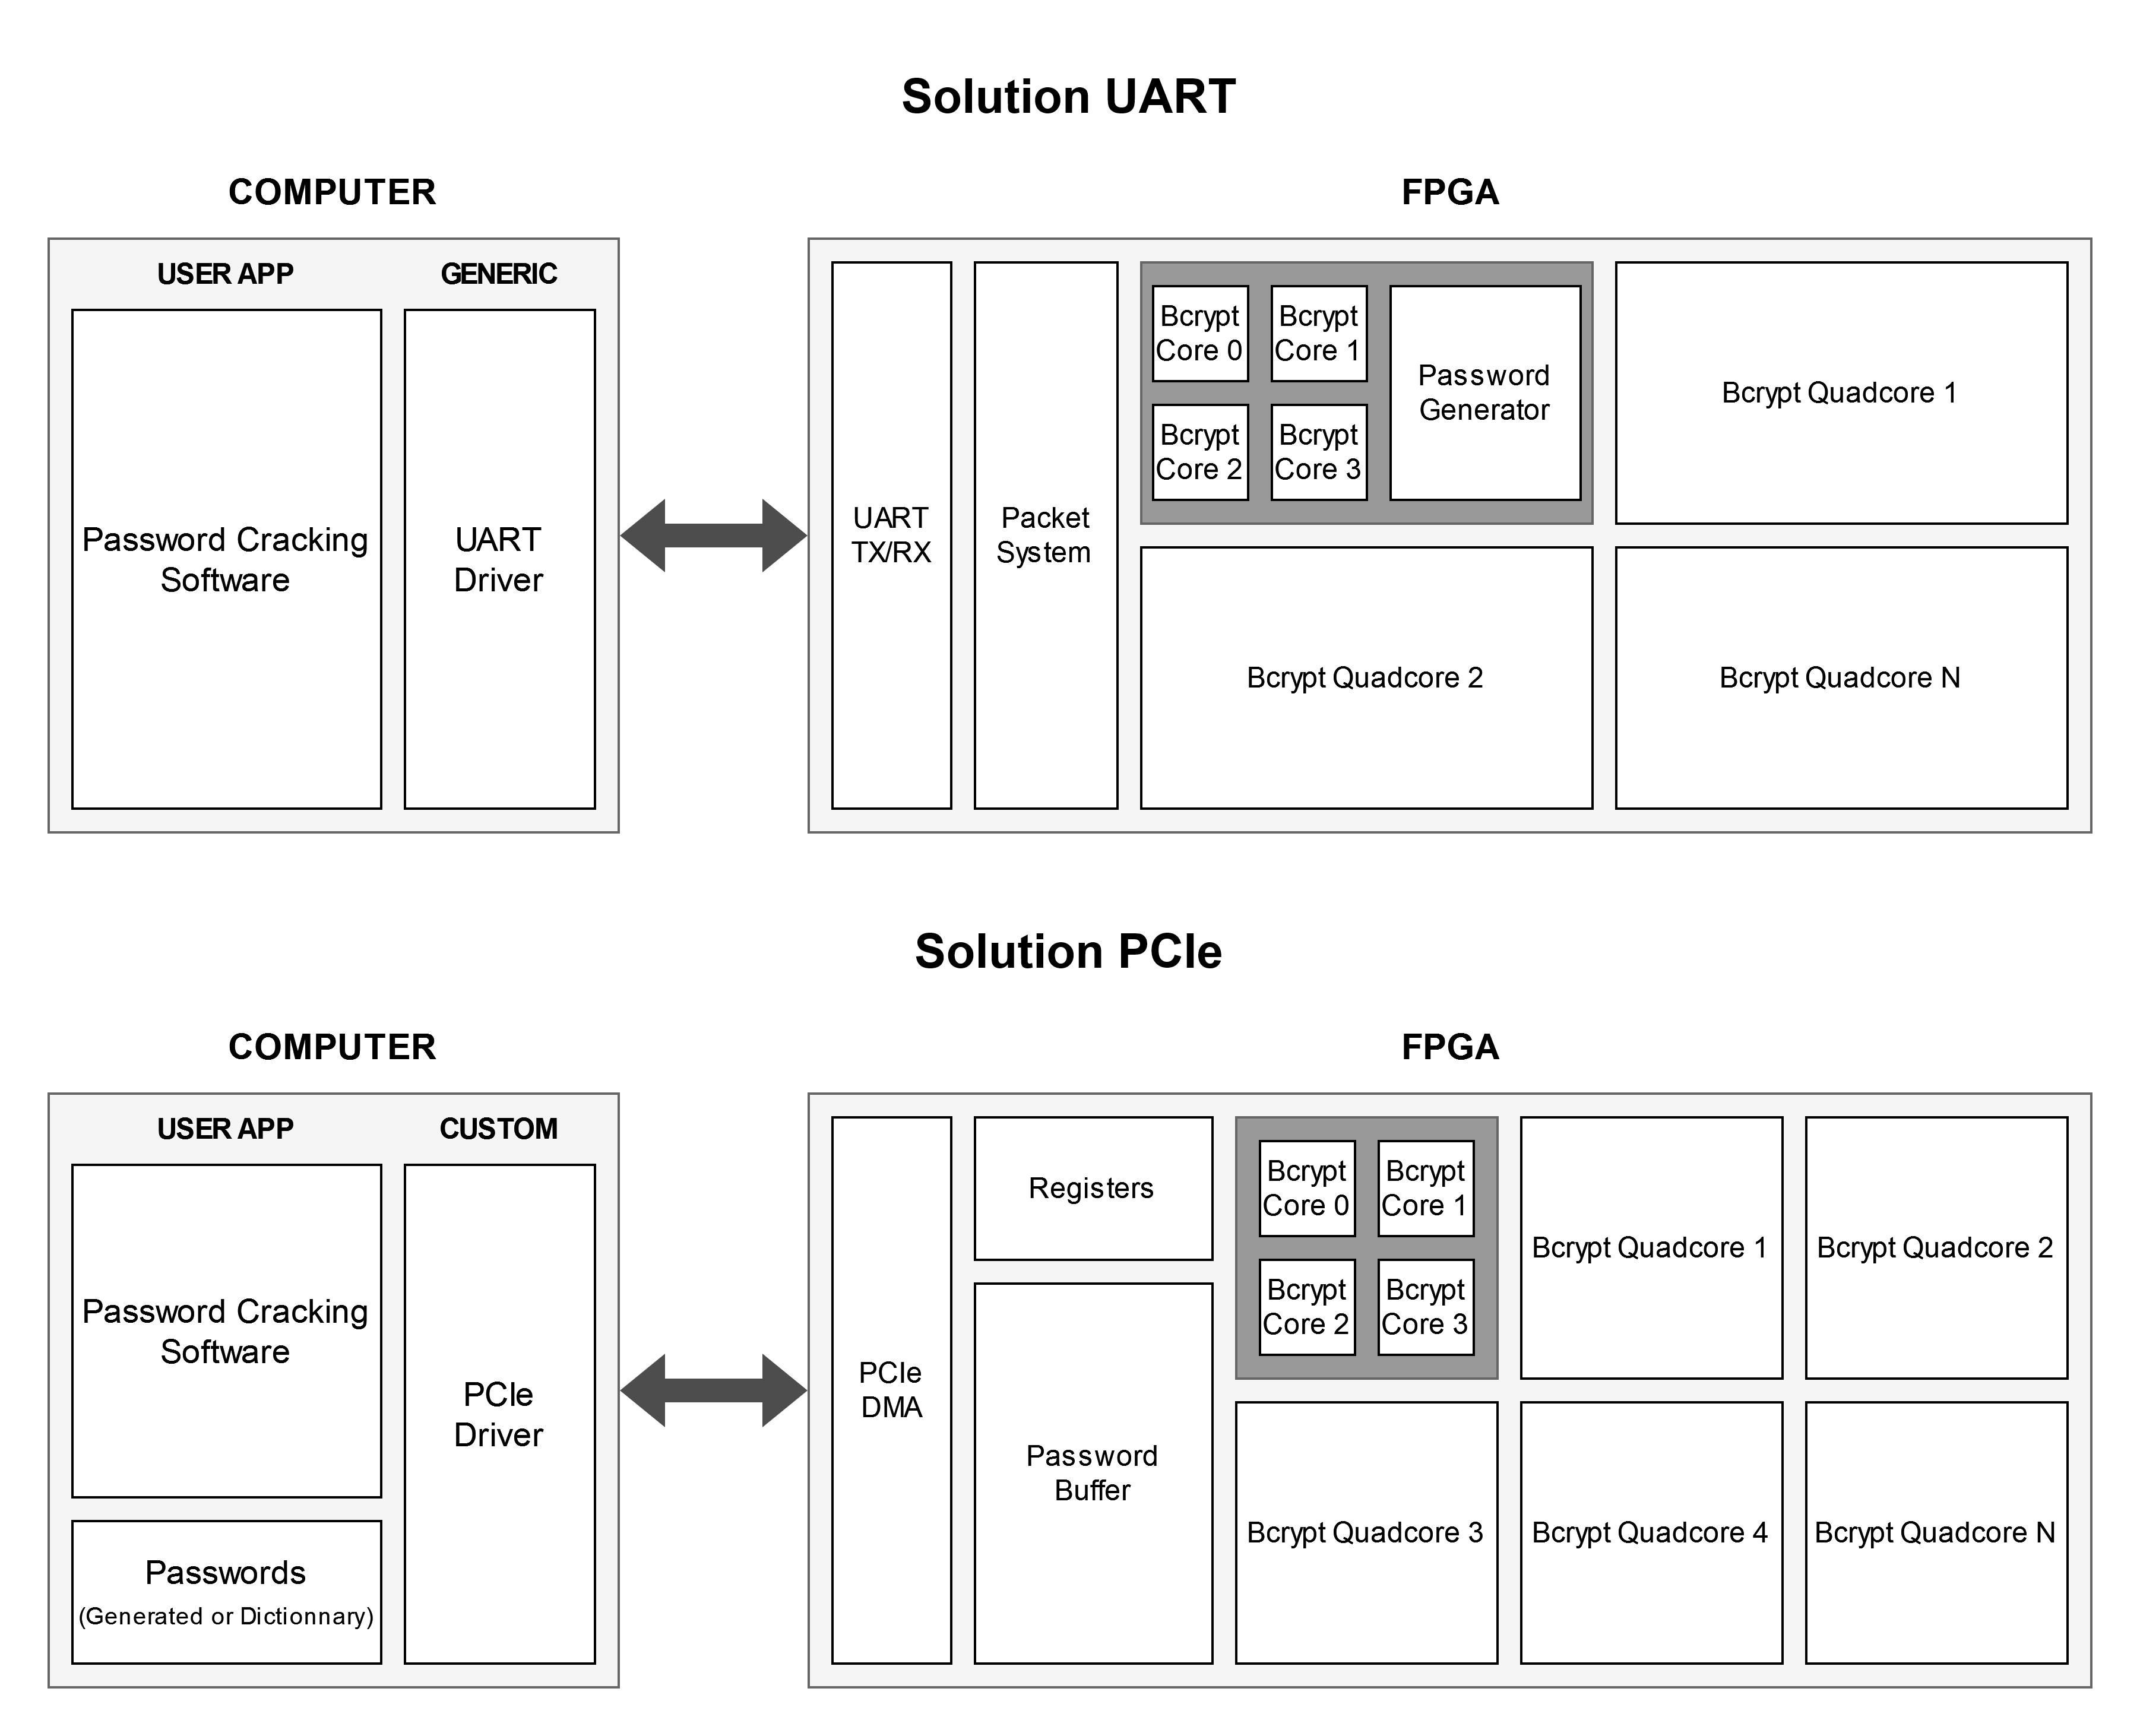 Solution UART
COMPUTER
FPGA
USER APP
GENERIC
Password Cracking
Software
UART
Driver
UART
TX/RX
Packet
System
Bcrypt
Core 0
Bcrypt
Core 1
Bcrypt
Core 2
Bcrypt
Core 3
Password
Generator
Bcrypt Quadcore 1
Bcrypt Quadcore 2
Bcrypt Quadcore N
Solution PCIe
COMPUTER
FPGA
USER APP
CUSTOM
Password Cracking
Software
Passwords
(Generated or Dictionnary)
PCIe
Driver
PCIe
DMA
Registers
Password
Buffer
Bcrypt
Core 0
Bcrypt
Core 1
Bcrypt
Core 2
Bcrypt
Core 3
Bcrypt Quadcore 1
Bcrypt Quadcore 2
Bcrypt Quadcore 3
Bcrypt Quadcore 4
Bcrypt Quadcore N